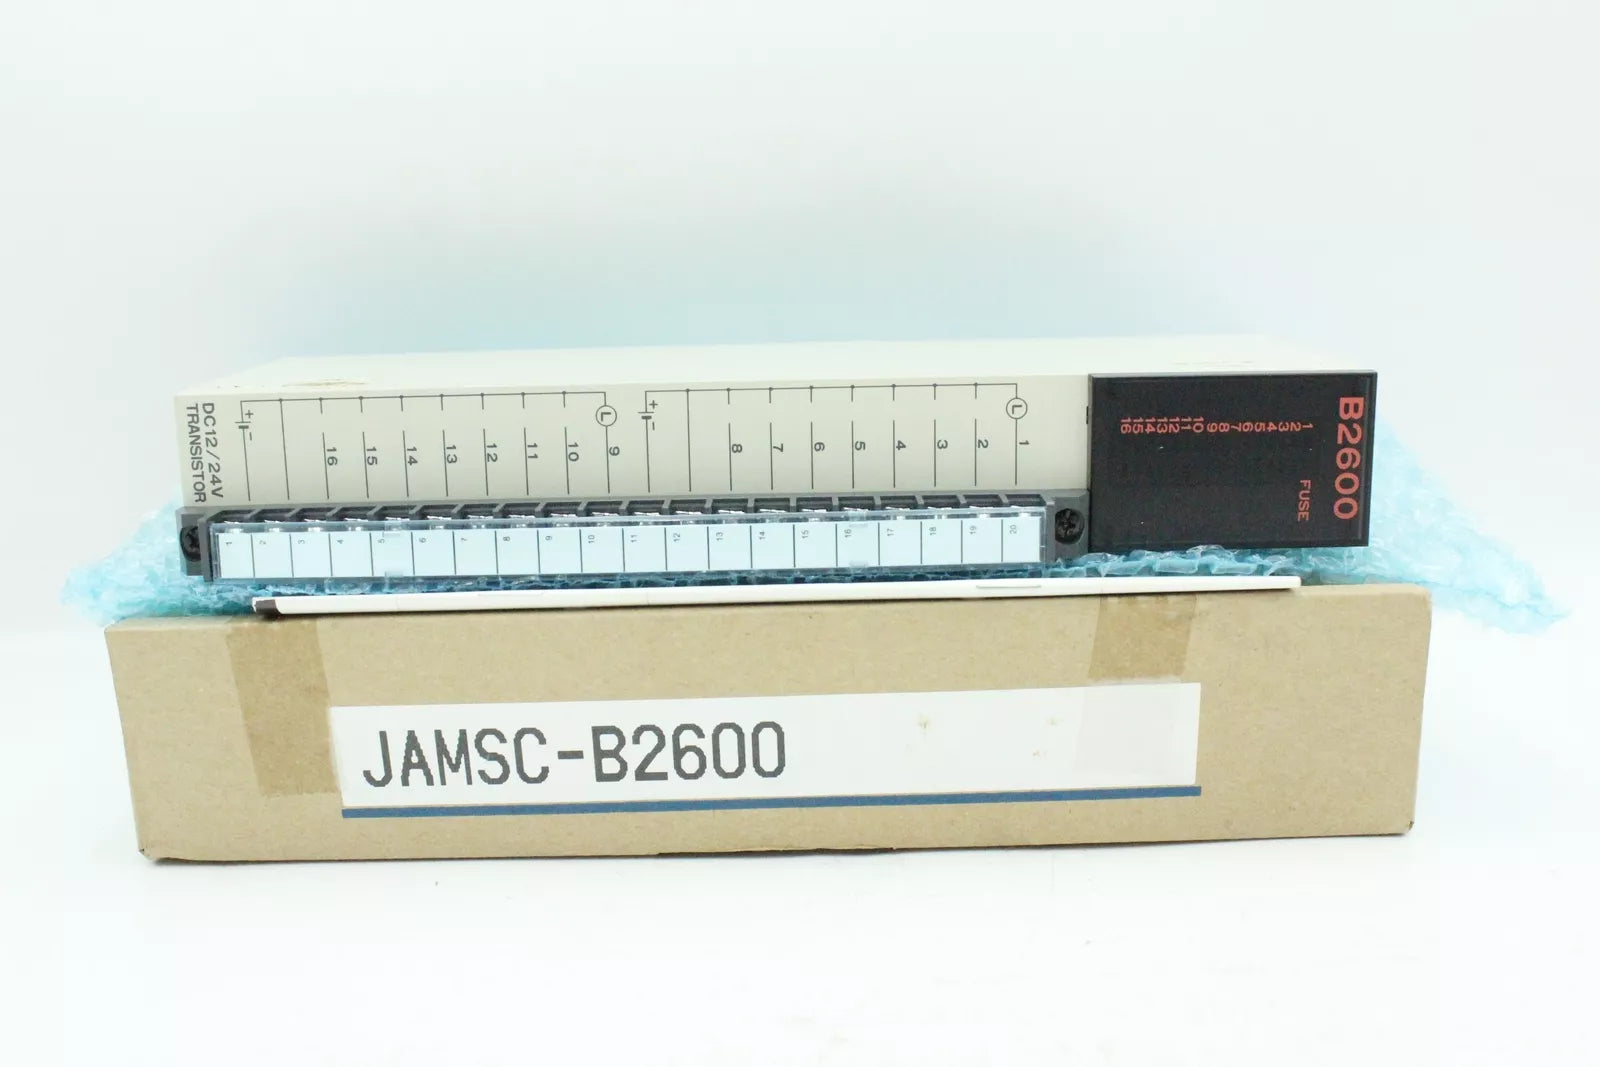 DC12/24V
TRANSISTOR
+ - 16 15 14 13 12 11 10 9 L
+ - 8 7 6 5 4 3 2 1 L
B2600
1 2 3 4 5 6 7 8 9 10 11 12 13 14 15 16
FUSE
1 2 3 4 5 6 7 8 9 10 11 12 13 14 15 16 17 18 19 20
JAMSC-B2600